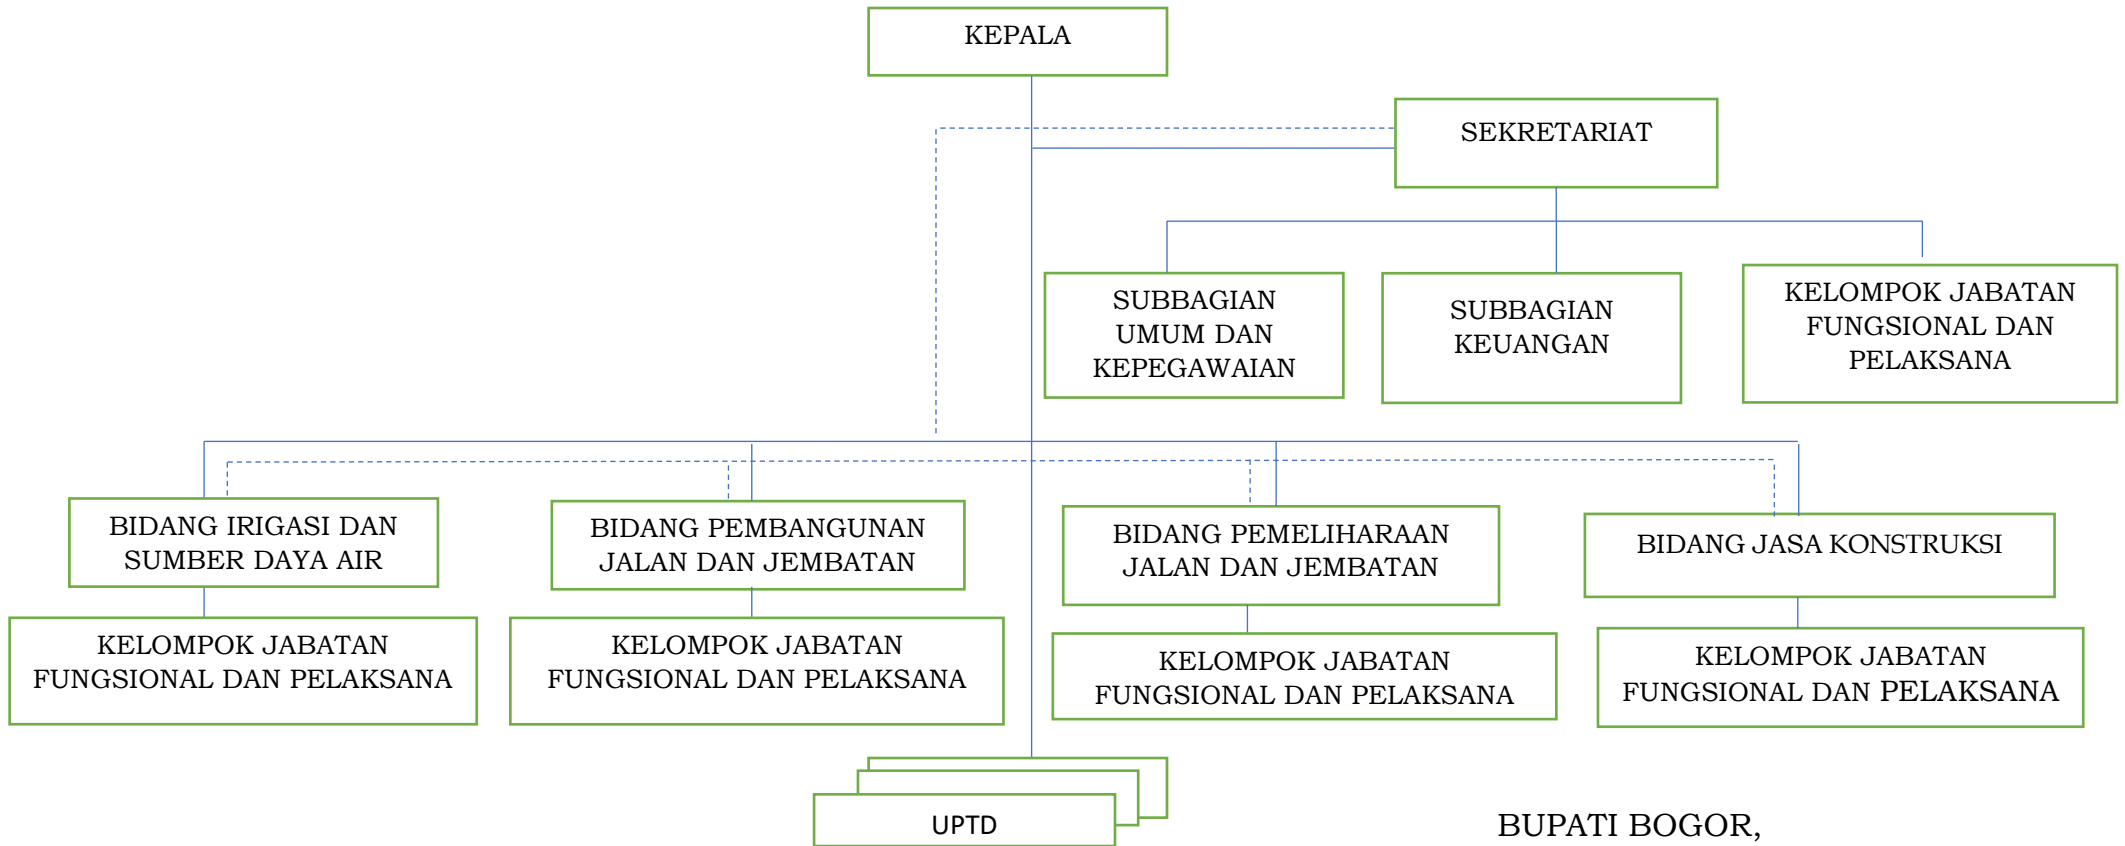 KEPALA
SEKRETARIAT
SUBBAGIAN
UMUM DAN
KEPEGAWAIAN
SUBBAGIAN
KEUANGAN
KELOMPOK JABATAN
FUNGSIONAL DAN
PELAKSANA
BIDANG IRIGASI DAN
SUMBER DAYA AIR
BIDANG PEMBANGUNAN
JALAN DAN JEMBATAN
BIDANG PEMELIHARAAN
JALAN DAN JEMBATAN
BIDANG JASA KONSTRUKSI
KELOMPOK JABATAN
FUNGSIONAL DAN PELAKSANA
KELOMPOK JABATAN
FUNGSIONAL DAN PELAKSANA
KELOMPOK JABATAN
FUNGSIONAL DAN PELAKSANA
KELOMPOK JABATAN
FUNGSIONAL DAN PELAKSANA
UPTD
BUPATI BOGOR,